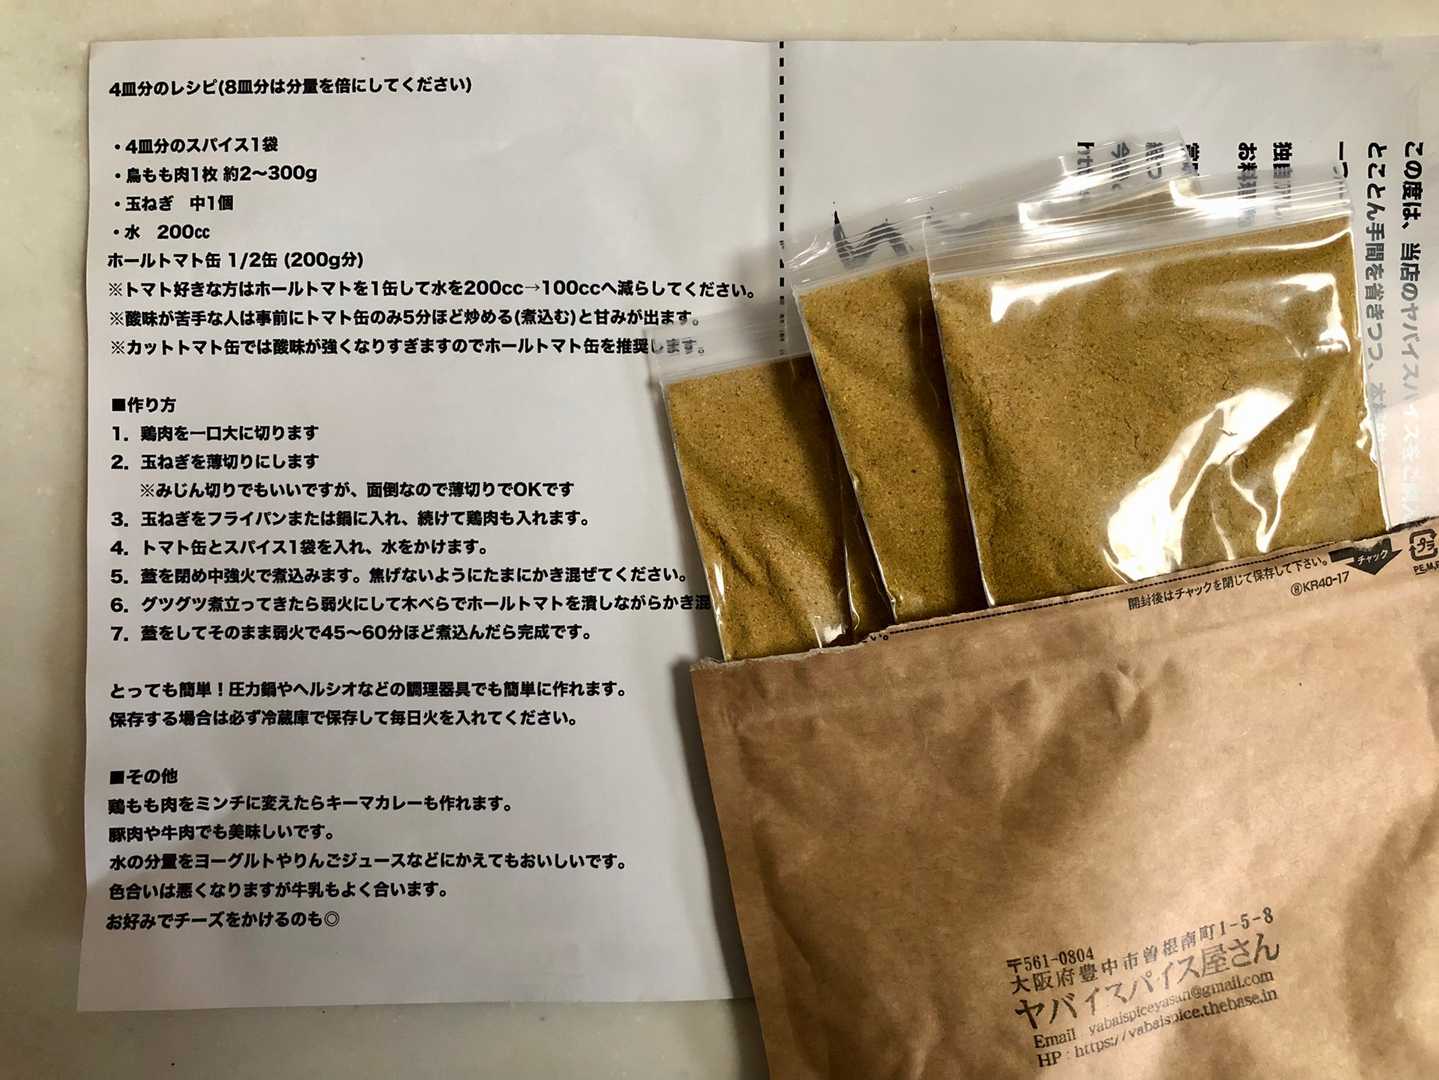 4皿分のレシピ(8皿分は分量を倍にしてください)
・4皿分のスパイス1袋
・鳥もも肉1枚 約2〜300g
・玉ねぎ　中1個
・水　200cc
ホールトマト缶 1/2缶 (200g分)
※トマト好きな方はホールトマトを1缶して水を200cc→100ccへ減らしてください。
※酸味が苦手な人は事前にトマト缶のみ5分ほど炒める(煮込む)と甘みが出ます。
※カットトマト缶では酸味が強くなりすぎますのでホールトマト缶を推奨します。
■作り方
1．鶏肉を一口大に切ります
2．玉ねぎを薄切りにします
※みじん切りでもいいですが、面倒なので薄切りでOKです
3．玉ねぎをフライパンまたは鍋に入れ、続けて鶏肉も入れます。
4．トマト缶とスパイス1袋を入れ、水をかけます。
5．蓋を閉め中強火で煮込みます。焦げないようにたまにかき混ぜてください。
6．グツグツ煮立ってきたら弱火にして木べらでホールトマトを潰しながらかき混
7．蓋をしてそのまま弱火で45〜60分ほど煮込んだら完成です。
とっても簡単！圧力鍋やヘルシオなどの調理器具でも簡単に作れます。
保存する場合は必ず冷蔵庫で保存して毎日火を入れてください。
■その他
鶏もも肉をミンチに変えたらキーマカレーも作れます。
豚肉や牛肉でも美味しいです。
水の分量をヨーグルトやりんごジュースなどにかえてもおいしいです。
色合いは悪くなりますが牛乳もよく合います。
お好みでチーズをかけるのも◎
この度は、当店のヤバイスパイスをご
とことん手間を省きつつ、本
一つ
独自
お料理
今
チャック
プラ
PE,M,P
開封後はチャックを閉じて保存して下さい。
ⓇKR40-17
〒561-0804
大阪府豊中市曽根南町1-5-8
ヤバイスパイス屋さん
Email : yabaispiceyasan@gmail.com
HP : https://yabaispice.thebase.in